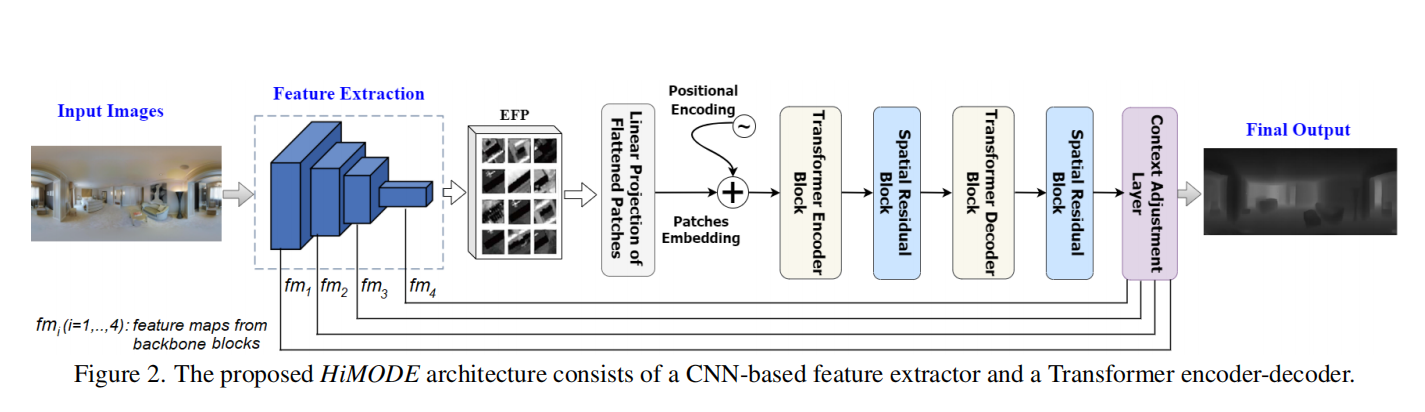 Input Images
Feature Extraction
EFP
Linear Projection of
Flattened Patches
Positional
Encoding
~
+
Patches
Embedding
Transformer Encoder
Block
Spatial Residual
Block
Transformer Decoder
Block
Spatial Residual
Block
Context Adjustment
Layer
Final Output
fm1 fm2 fm3 fm4
fmi (i=1,..,4): feature maps from
backbone blocks
Figure 2. The proposed HiMODE architecture consists of a CNN-based feature extractor and a Transformer encoder-decoder.